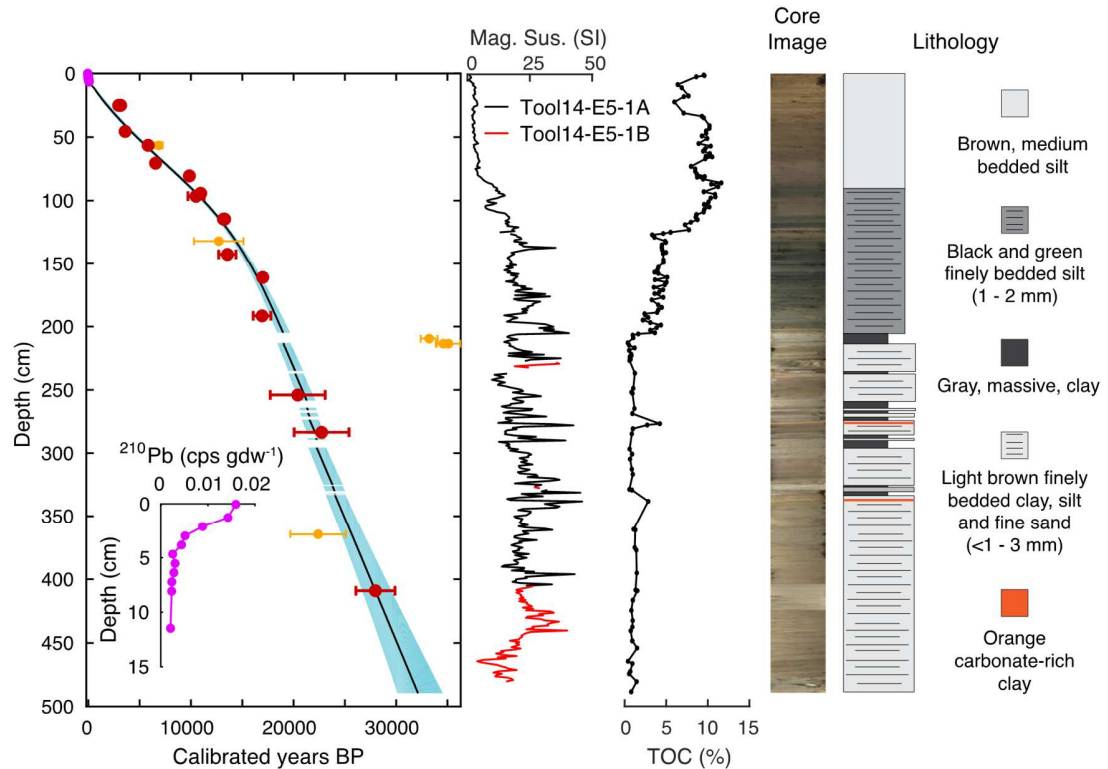 Core
Image
Lithology
Mag. Sus. (SI)
0 25 50
Tool14-E5-1A
Tool14-E5-1B
0
50
100
150
200
250
300
350
400
450
500
Depth (cm)
0 10000 20000 30000
Calibrated years BP
²¹⁰Pb (cps gdw⁻¹)
0 0.01 0.02
0
5
10
15
Depth (cm)
0 5 10 15
TOC (%)
Brown, medium
bedded silt
Black and green
finely bedded silt
(1 - 2 mm)
Gray, massive, clay
Light brown finely
bedded clay, silt
and fine sand
(<1 - 3 mm)
Orange
carbonate-rich
clay